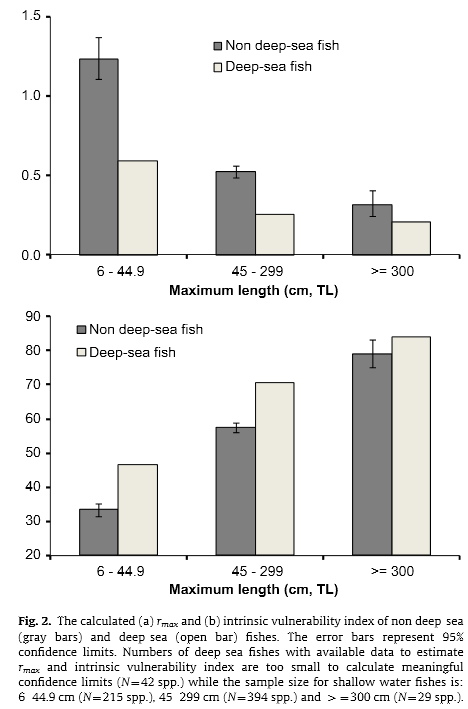 1.5
Non deep-sea fish
Deep-sea fish
1.0
0.5
0.0
6 - 44.9
45 - 299
>= 300
Maximum length (cm, TL)
90
Non deep-sea fish
80
Deep-sea fish
70
60
50
40
30
20
6 - 44.9
45 - 299
>= 300
Maximum length (cm, TL)
Fig. 2. The calculated (a) rmax and (b) intrinsic vulnerability index of non deep sea
(gray bars) and deep sea (open bar) fishes. The error bars represent 95%
confidence limits. Numbers of deep sea fishes with available data to estimate
rmax and intrinsic vulnerability index are too small to calculate meaningful
confidence limits (N=42 spp.) while the sample size for shallow water fishes is:
6 44.9 cm (N=215 spp.), 45 299 cm (N=394 spp.) and > =300 cm (N=29 spp.).